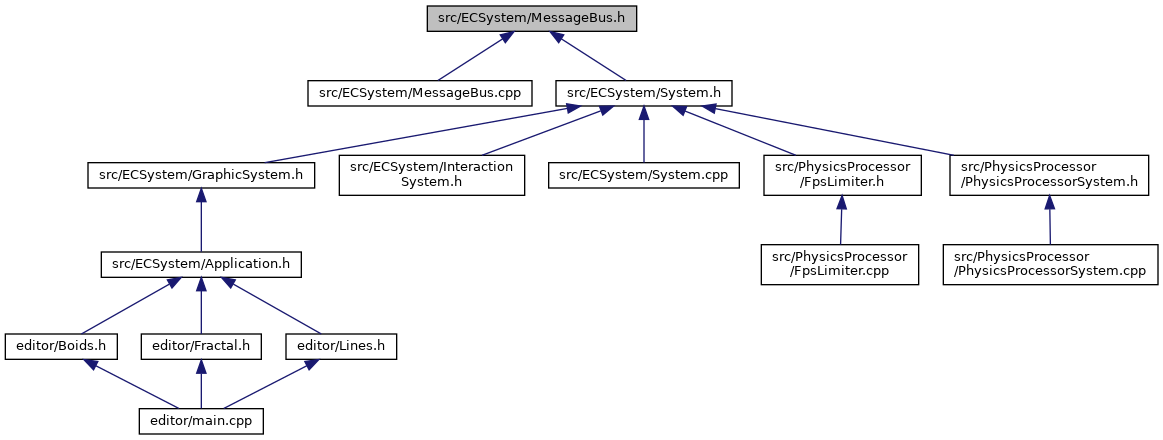 src/ECSystem/MessageBus.h
src/ECSystem/MessageBus.cpp
src/ECSystem/System.h
src/ECSystem/GraphicSystem.h
src/ECSystem/Interaction
System.h
src/ECSystem/System.cpp
src/PhysicsProcessor
/FpsLimiter.h
src/PhysicsProcessor
/PhysicsProcessorSystem.h
src/ECSystem/Application.h
src/PhysicsProcessor
/FpsLimiter.cpp
src/PhysicsProcessor
/PhysicsProcessorSystem.cpp
editor/Boids.h
editor/Fractal.h
editor/Lines.h
editor/main.cpp